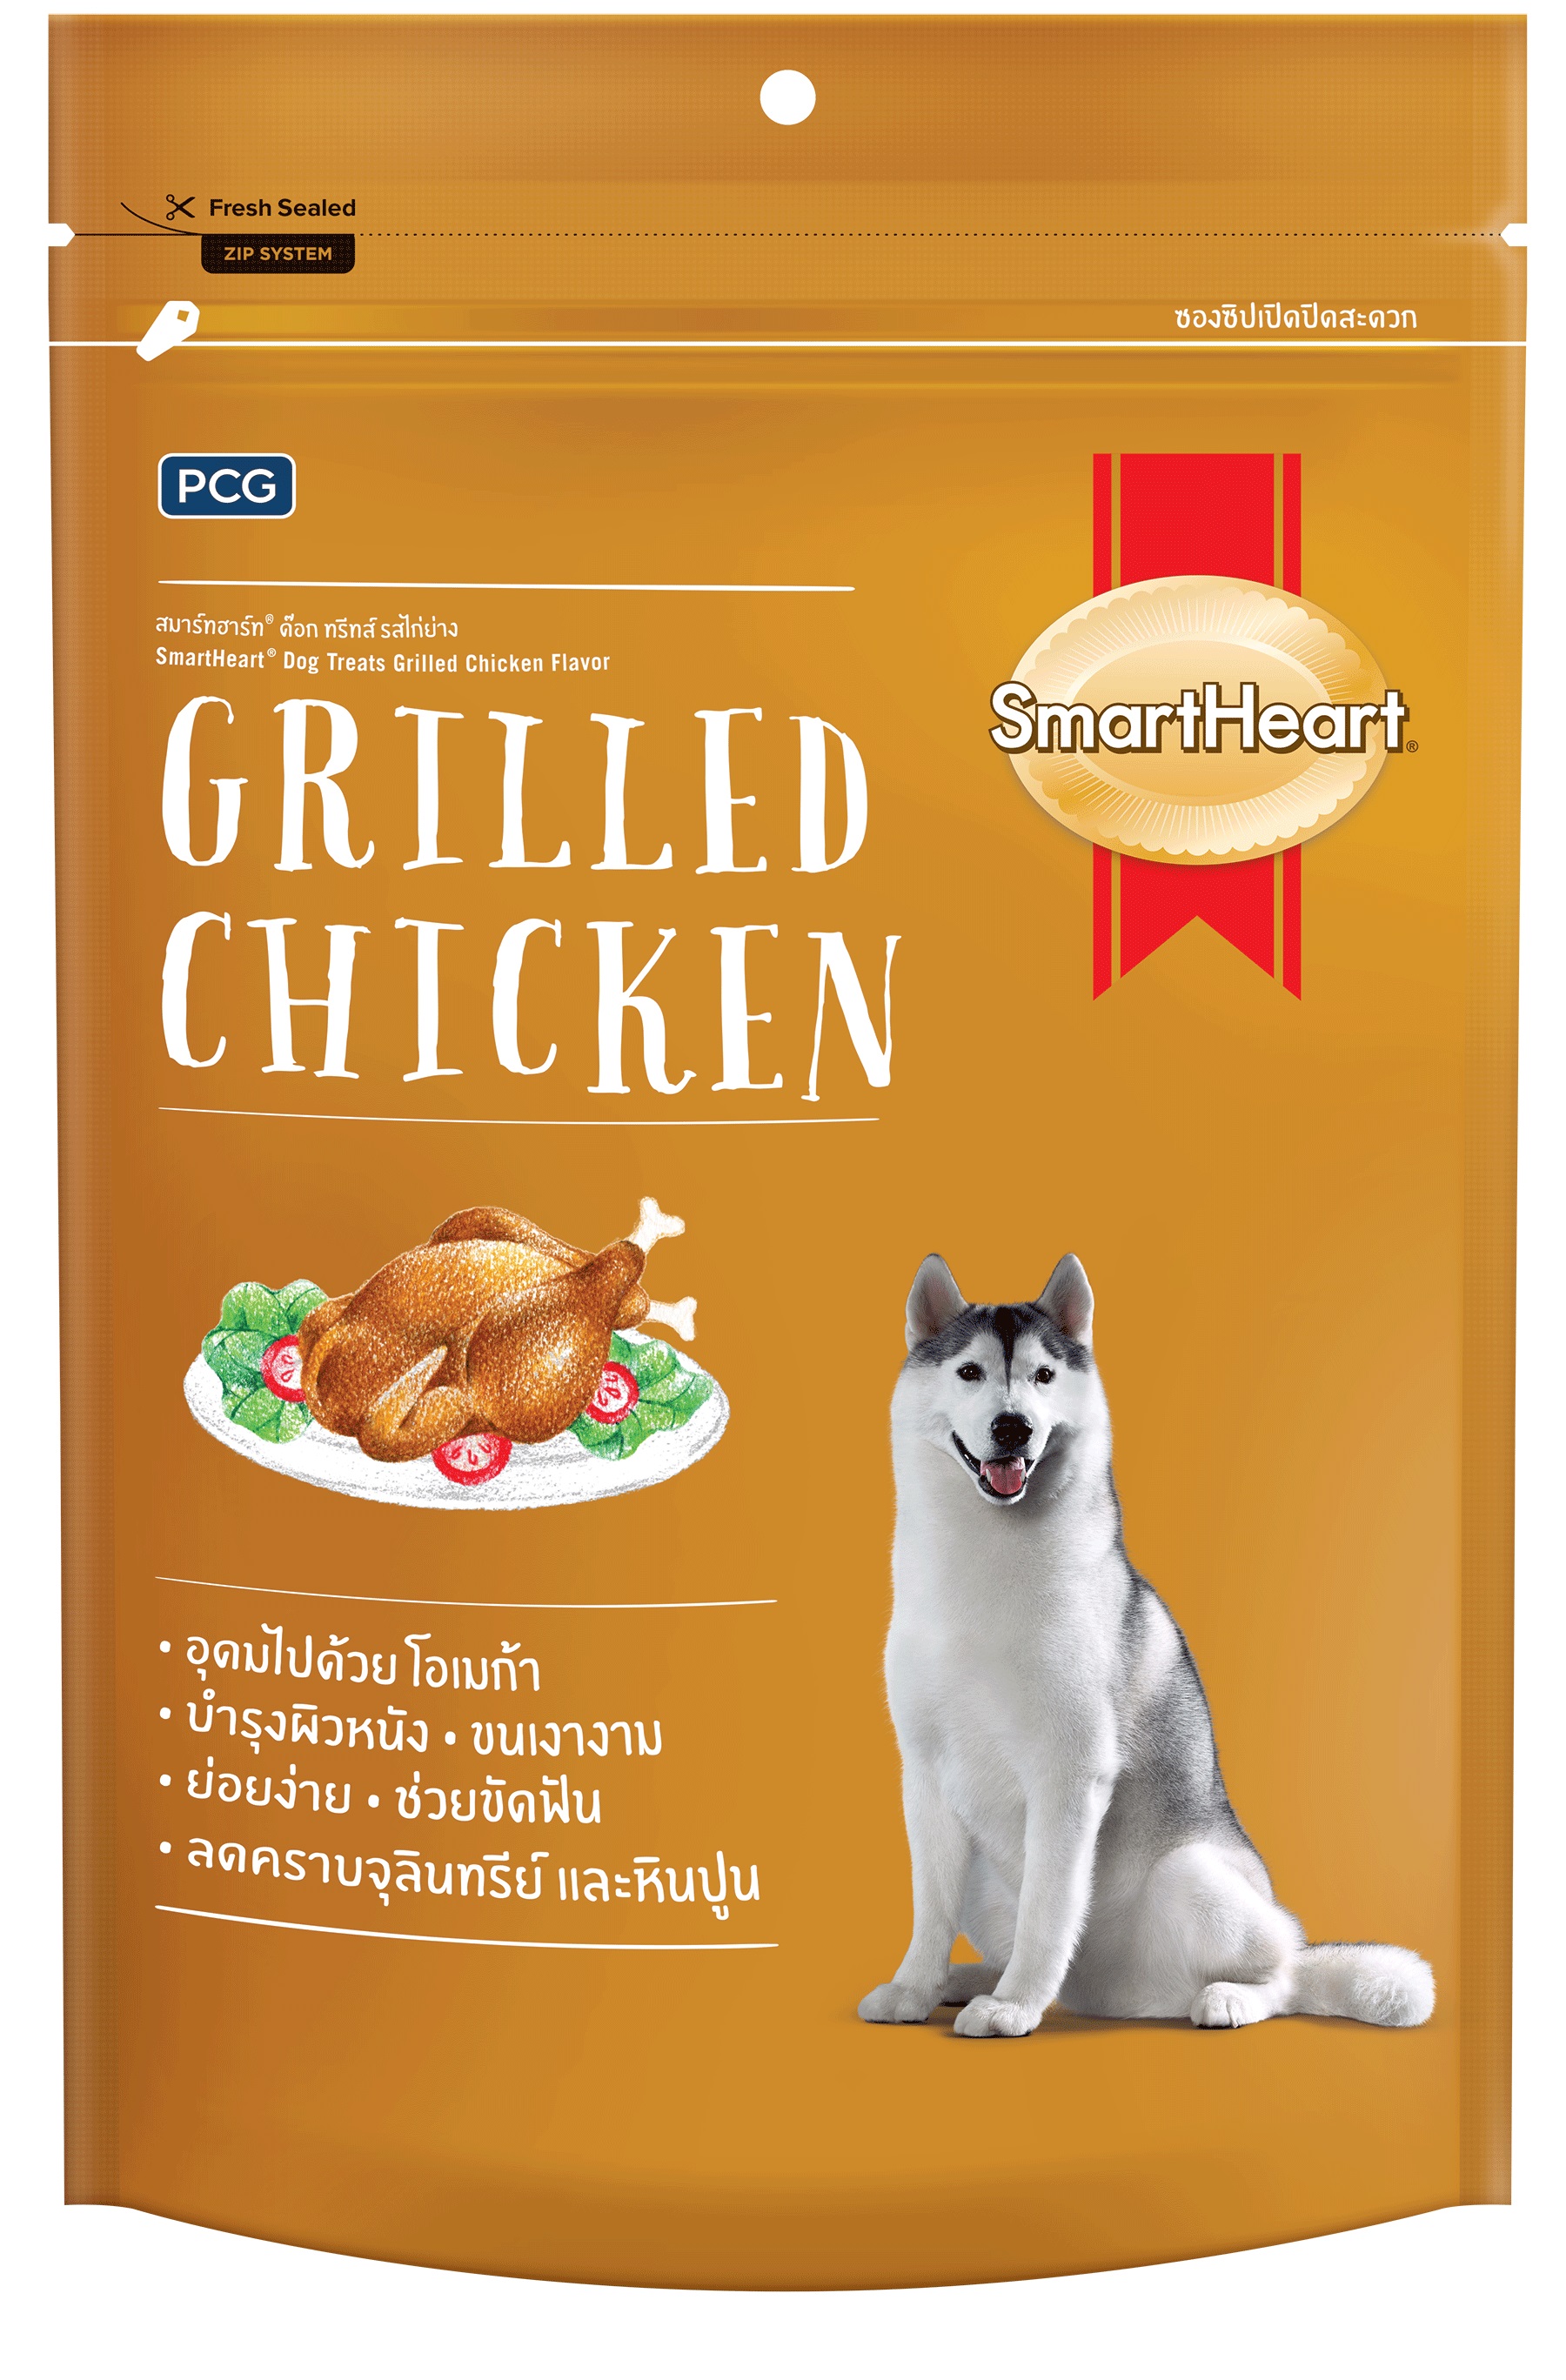 Fresh Sealed
ZIP SYSTEM
ซองซิปเปิดปิดสะดวก
PCG
สมาร์ทฮาร์ท® ด๊อก ทรีทส์ รสไก่ย่าง
SmartHeart® Dog Treats Grilled Chicken Flavor
GRILLED
CHICKEN
SmartHeart®
• อุดมไปด้วย โอเมก้า
• บำรุงผิวหนัง • ขนเงางาม
• ย่อยง่าย • ช่วยขัดฟัน
• ลดคราบจุลินทรีย์ และหินปูน